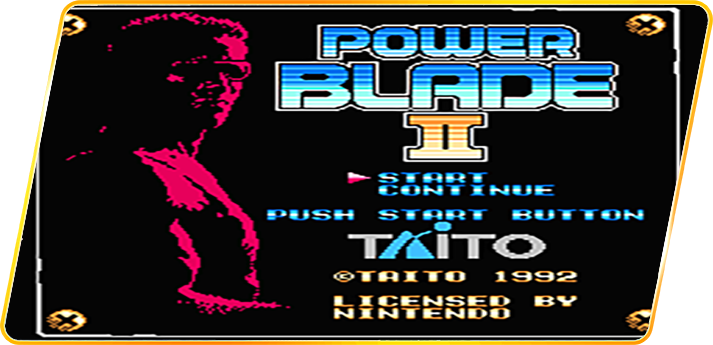 POWER
BLADE
II
START
CONTINUE
PUSH START BUTTON
TAITO
©TAITO 1992
LICENSED BY
NINTENDO